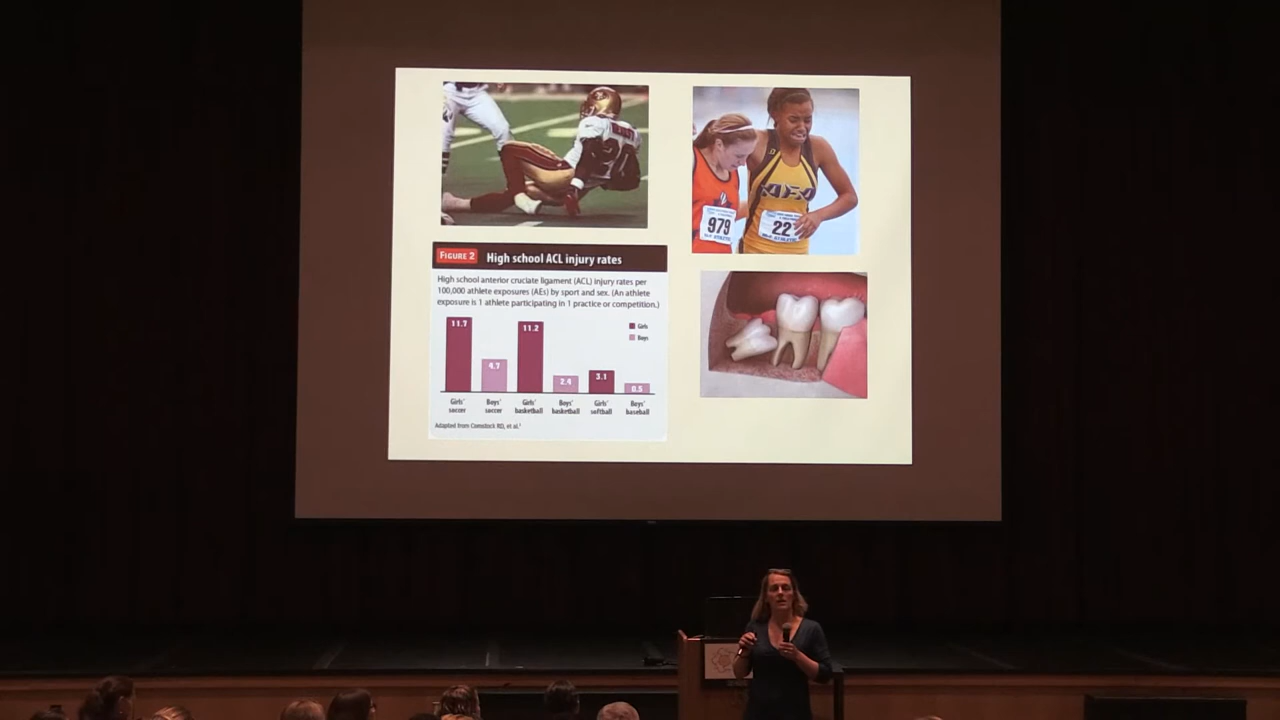 FIGURE 2 High school ACL injury rates
High school anterior cruciate ligament (ACL) injury rates per
100,000 athlete exposures (AEs) by sport and sex. (An athlete
exposure is 1 athlete participating in 1 practice or competition.)
11.7
4.7
11.2
2.4
3.1
0.5
Girls
Boys
Girls' soccer
Boys' soccer
Girls' basketball
Boys' basketball
Girls' softball
Boys' baseball
Adapted from Comstock RD, et al.¹
979
22